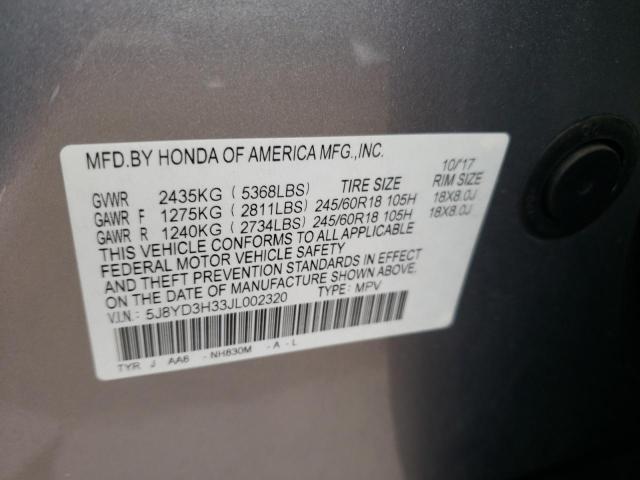 MFD.BY HONDA OF AMERICA MFG.,INC. 10/17
GVWR 2435KG ( 5368LBS) TIRE SIZE RIM SIZE
GAWR F 1275KG ( 2811LBS) 245/60R18 105H 18X8.0J
GAWR R 1240KG ( 2734LBS) 245/60R18 105H 18X8.0J
THIS VEHICLE CONFORMS TO ALL APPLICABLE
FEDERAL MOTOR VEHICLE SAFETY
AND THEFT PREVENTION STANDARDS IN EFFECT
ON THE DATE OF MANUFACTURE SHOWN ABOVE.
V.I.N.: 5J8YD3H33JL002320 TYPE: MPV
TYR J AA6 -NH830M -A -L